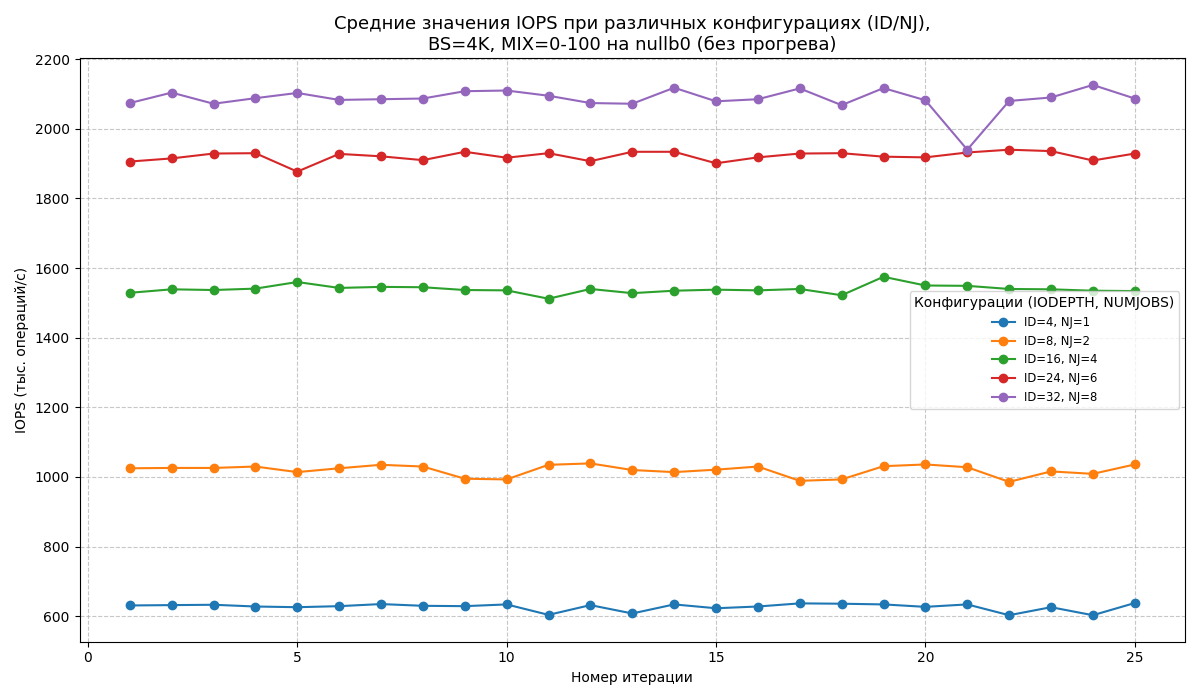 Средние значения IOPS при различных конфигурациях (ID/NJ),
BS=4K, MIX=0-100 на nullb0 (без прогрева)
IOPS (тыс. операций/с)
2200
2000
1800
1600
1400
1200
1000
800
600
Конфигурации (IODEPTH, NUMJOBS)
ID=4, NJ=1
ID=8, NJ=2
ID=16, NJ=4
ID=24, NJ=6
ID=32, NJ=8
0 5 10 15 20 25
Номер итерации